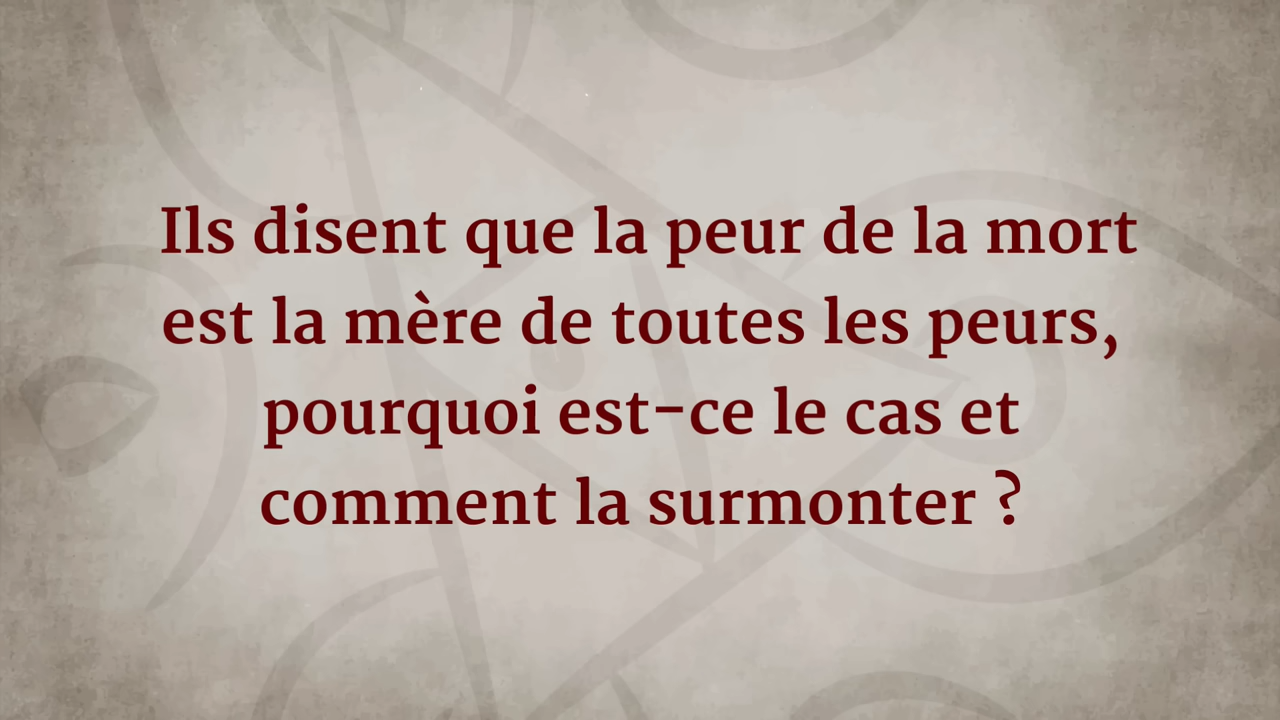 Ils disent que la peur de la mort
est la mère de toutes les peurs,
pourquoi est-ce le cas et
comment la surmonter ?